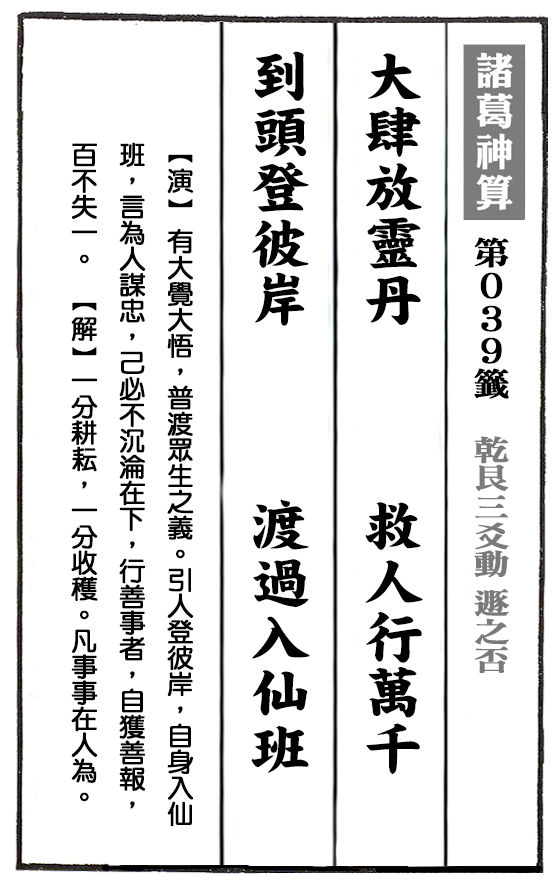 諸葛神算 第039籤 乾艮三爻動 遯之否
大肆放靈丹 救人行萬千
到頭登彼岸 渡過入仙班
【演】有大覺大悟，普渡眾生之義。引人登彼岸，自身入仙
班，言為人謀忠，己必不沉淪在下，行善事者，自獲善報，
百不失一。【解】一分耕耘，一分收穫。凡事事在人為。